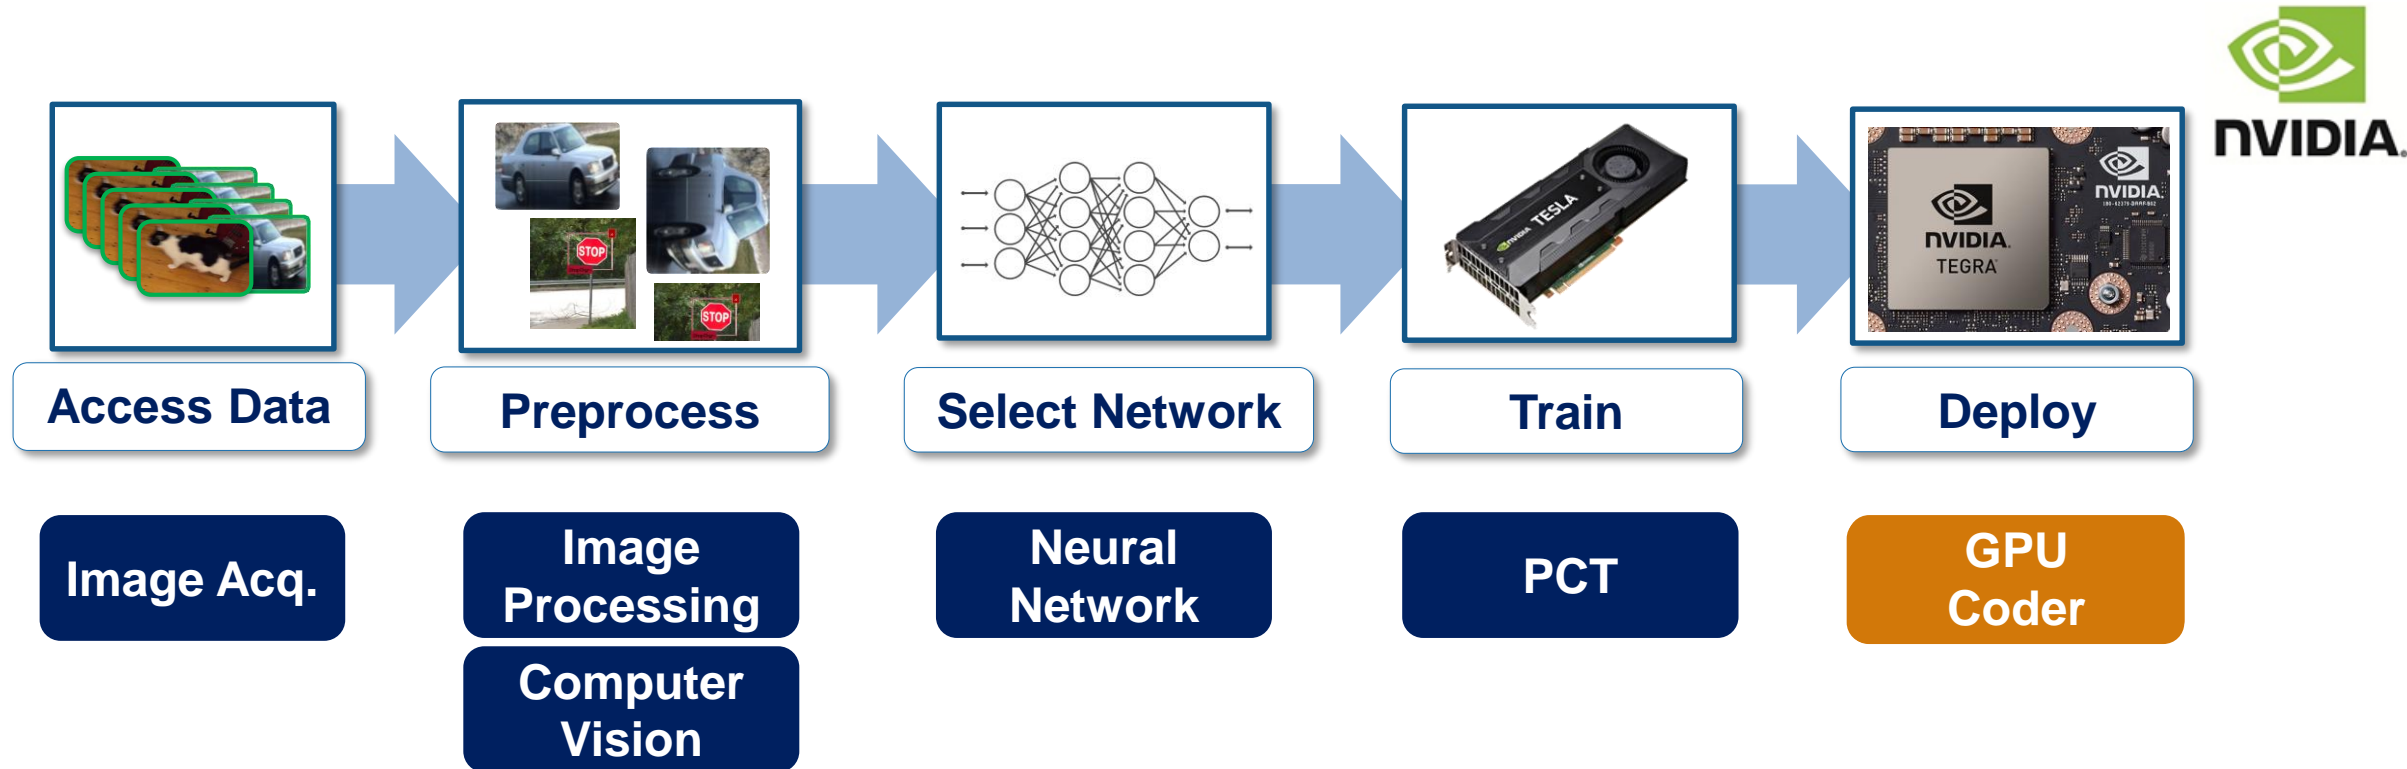 NVIDIA.
STOP
STOP
NVIDIA TESLA
NVIDIA.
TEGRA
NVIDIA.
Access Data
Preprocess
Select Network
Train
Deploy
Image Acq.
Image
Processing
Computer
Vision
Neural
Network
PCT
GPU
Coder